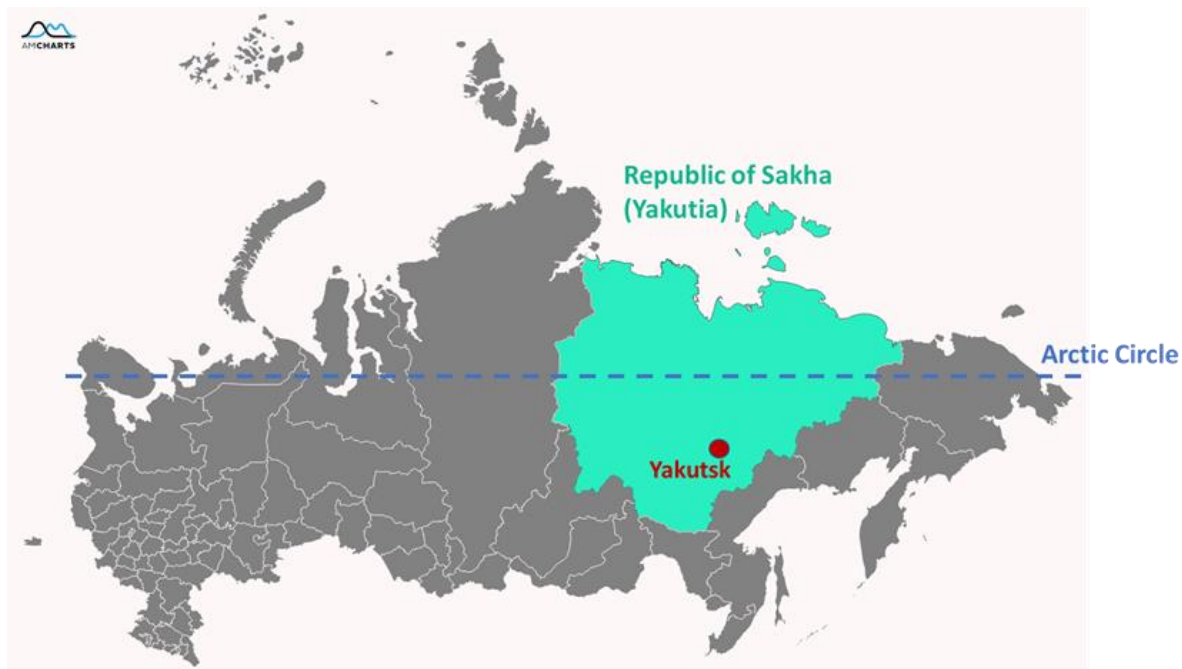 AMCHARTS
Republic of Sakha
(Yakutia)
Arctic Circle
Yakutsk